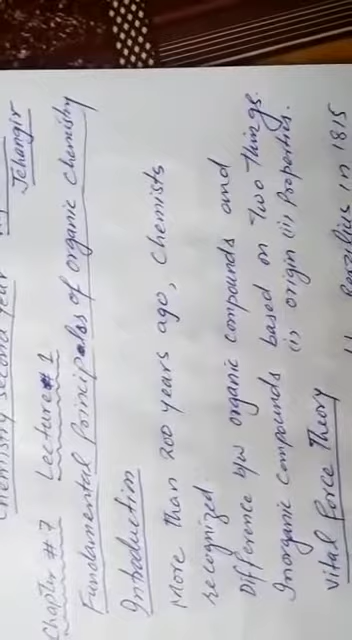 Chemistry second year
Jehangir
Chapter # 7 Lecture # 1
Fundamental Principales of organic chemistry
Introduction
More than 200 years ago, chemists
recognized
Difference b/w organic compounds and
Inorganic compounds based on Two Things.
(i) origin (ii) Properties.
Vital Force Theory
Berzelius in 1815